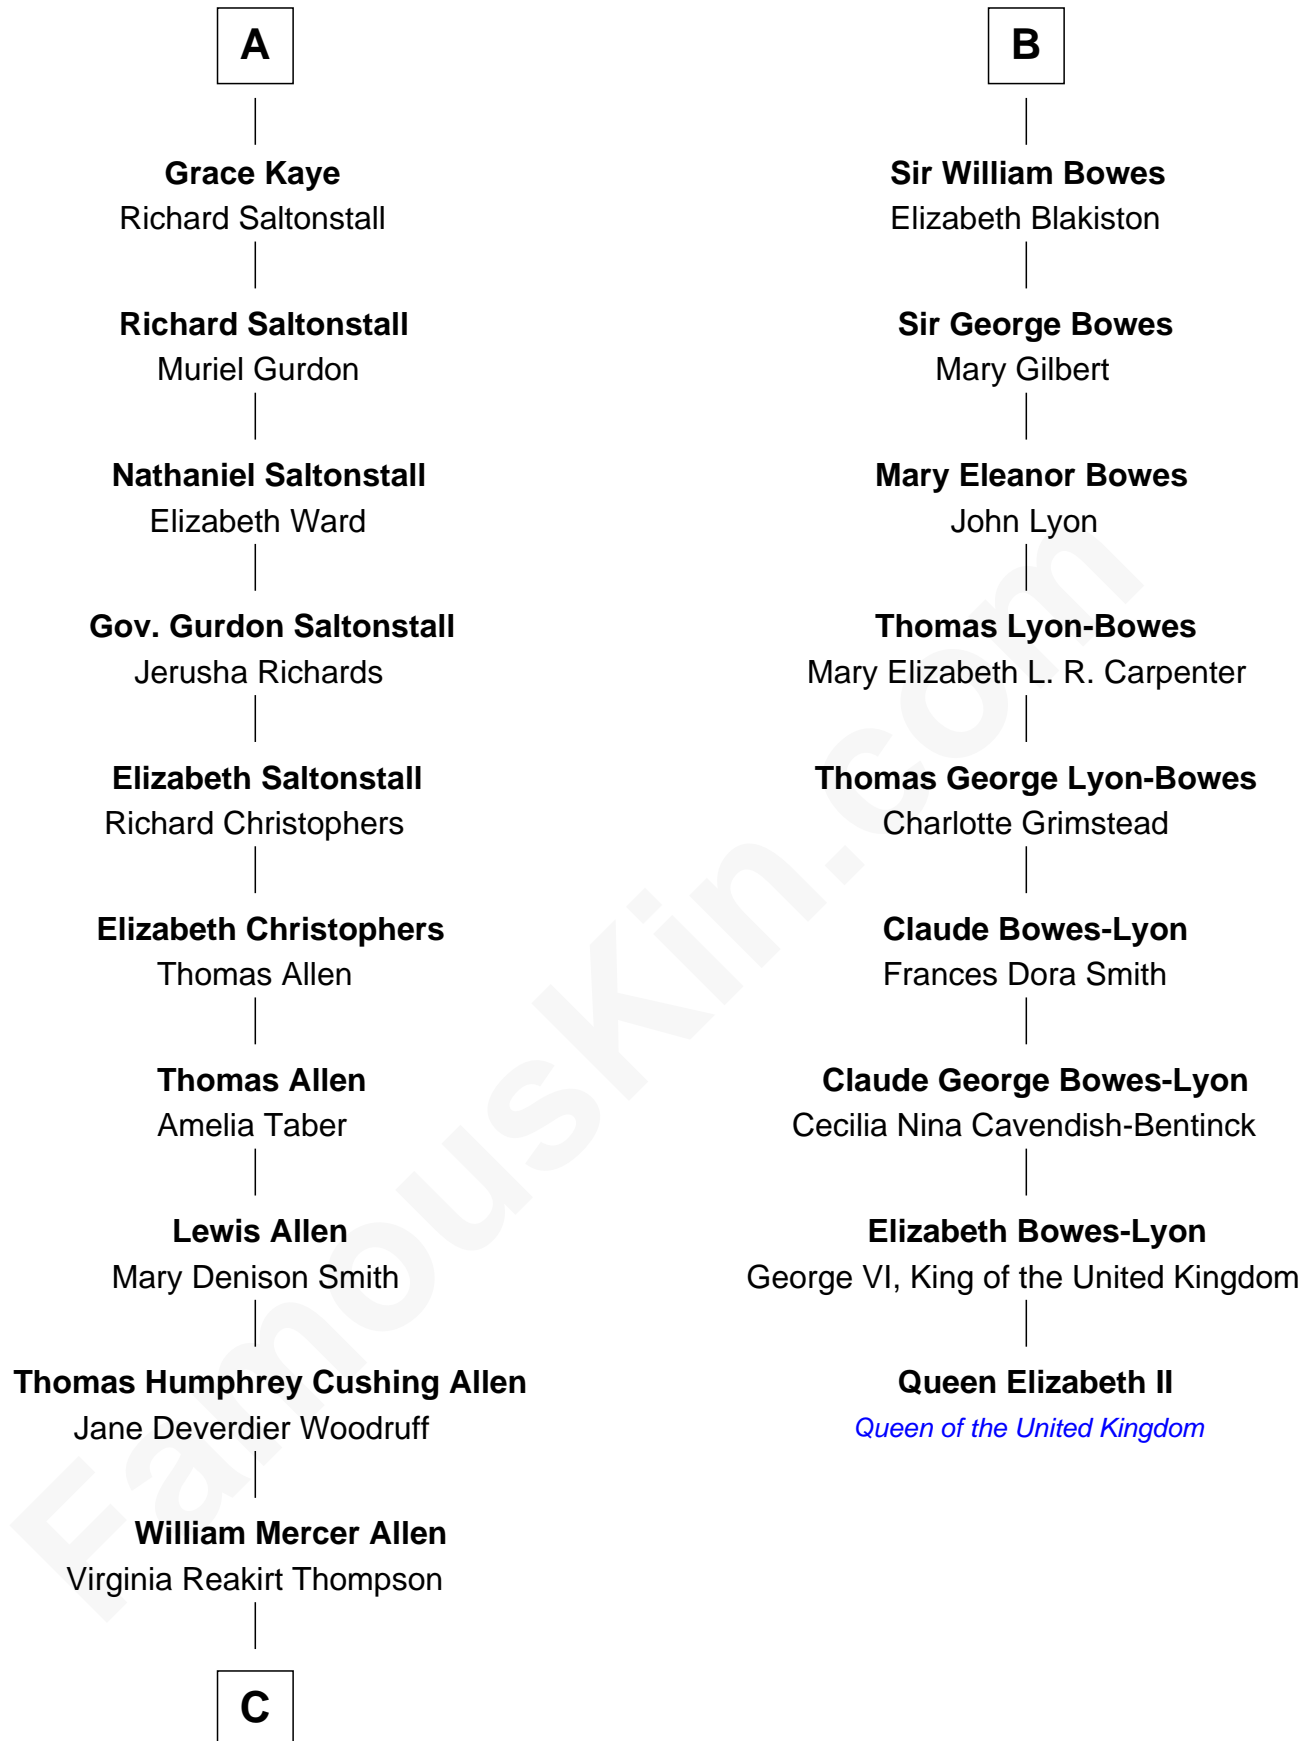 A
Grace Kaye
Richard Saltonstall
Richard Saltonstall
Muriel Gurdon
Nathaniel Saltonstall
Elizabeth Ward
Gov. Gurdon Saltonstall
Jerusha Richards
Elizabeth Saltonstall
Richard Christophers
Elizabeth Christophers
Thomas Allen
Thomas Allen
Amelia Taber
Lewis Allen
Mary Denison Smith
Thomas Humphrey Cushing Allen
Jane Deverdier Woodruff
William Mercer Allen
Virginia Reakirt Thompson
C
B
Sir William Bowes
Elizabeth Blakiston
Sir George Bowes
Mary Gilbert
Mary Eleanor Bowes
John Lyon
Thomas Lyon-Bowes
Mary Elizabeth L. R. Carpenter
Thomas George Lyon-Bowes
Charlotte Grimstead
Claude Bowes-Lyon
Frances Dora Smith
Claude George Bowes-Lyon
Cecilia Nina Cavendish-Bentinck
Elizabeth Bowes-Lyon
George VI, King of the United Kingdom
Queen Elizabeth II
Queen of the United Kingdom
FamousKin.com